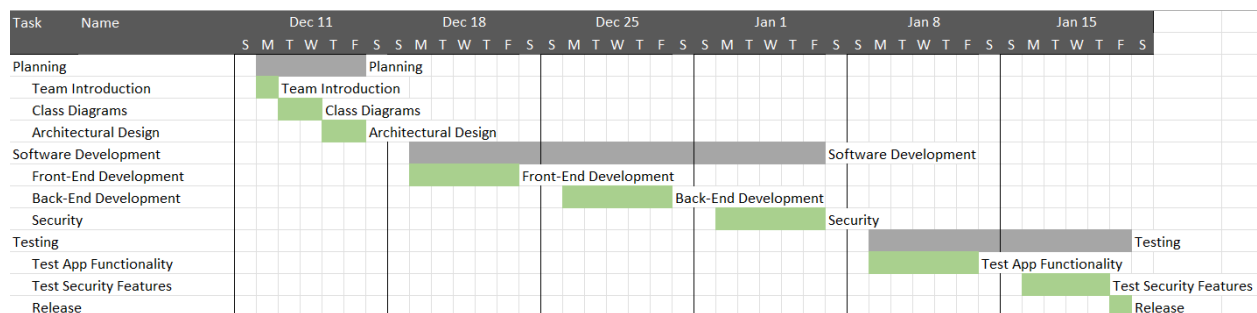 Task Name Dec 11 Dec 18 Dec 25 Jan 1 Jan 8 Jan 15
S M T W T F S S M T W T F S S M T W T F S S M T W T F S S M T W T F S S M T W T F S
Planning Planning
Team Introduction Team Introduction
Class Diagrams Class Diagrams
Architectural Design Architectural Design
Software Development Software Development
Front-End Development Front-End Development
Back-End Development Back-End Development
Security Security
Testing Testing
Test App Functionality Test App Functionality
Test Security Features Test Security Features
Release Release